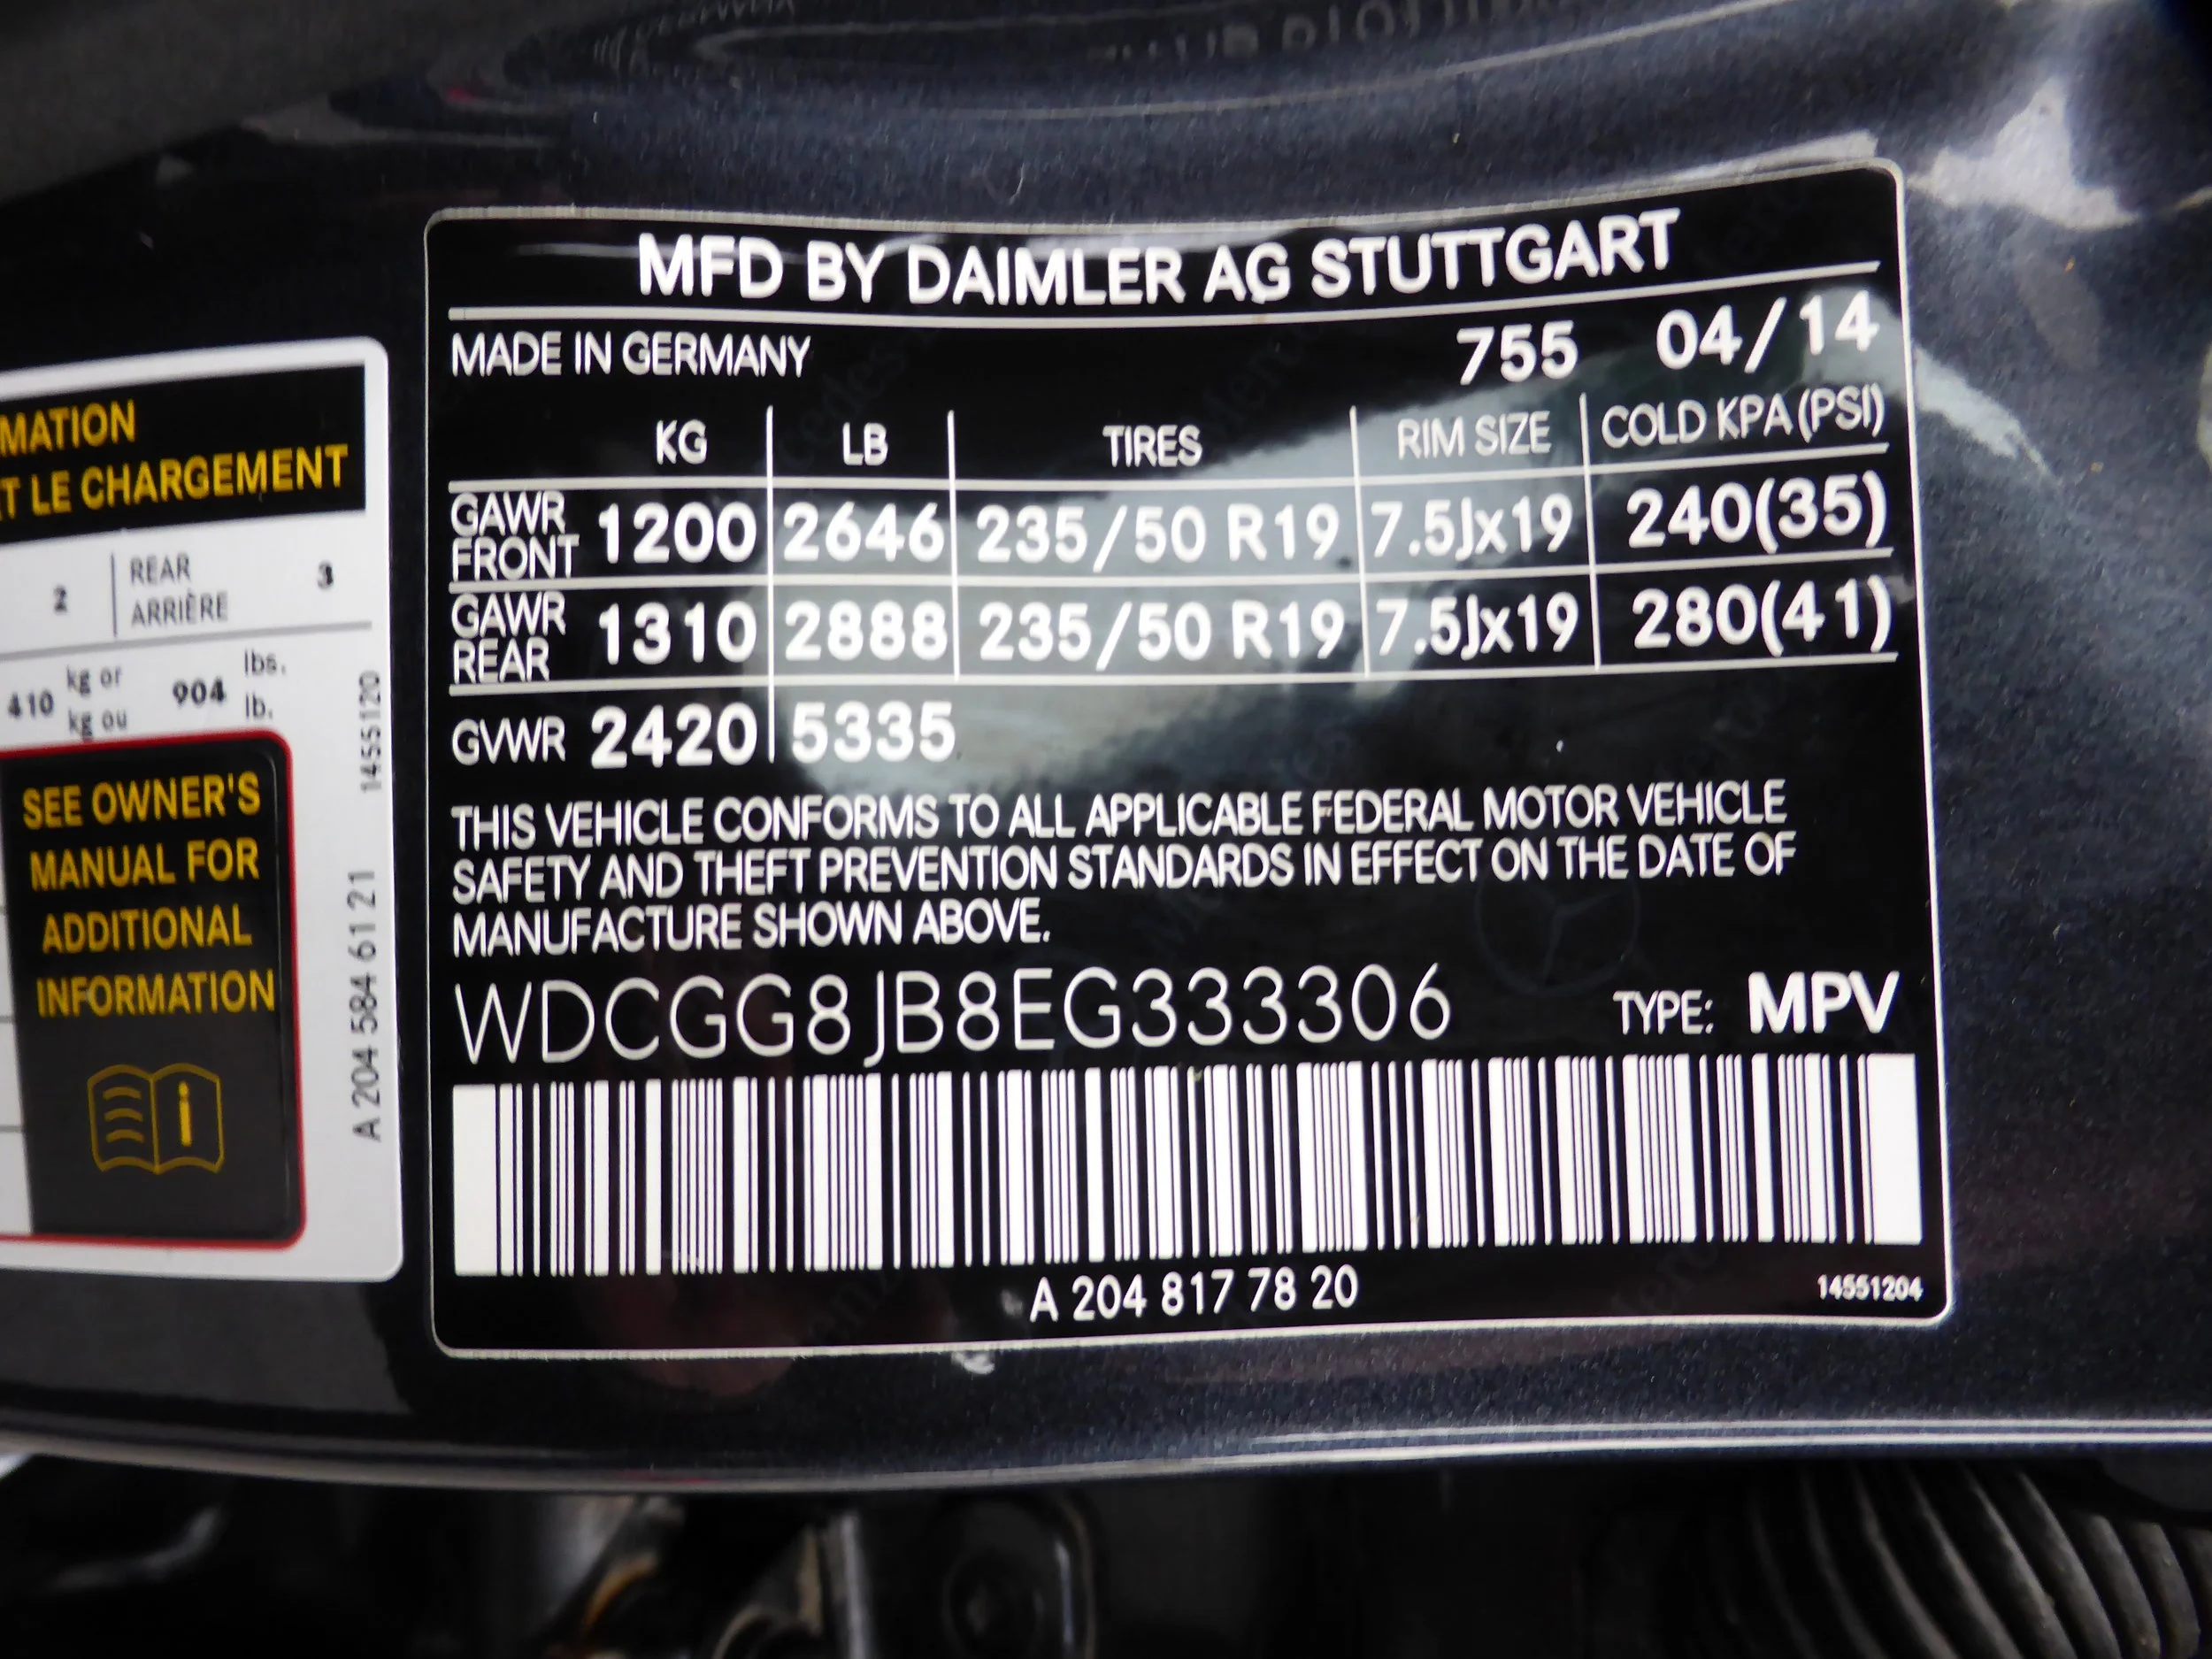 MATION
T LE CHARGEMENT
2 REAR ARRIÈRE 3
410 kg or kg ou 904 lbs. lb.
SEE OWNER'S
MANUAL FOR
ADDITIONAL
INFORMATION
A 204 584 61 21 1455120
MFD BY DAIMLER AG STUTTGART
MADE IN GERMANY 755 04/14
KG LB TIRES RIM SIZE COLD KPA (PSI)
GAWR FRONT 1200 2646 235/50 R19 7.5Jx19 240(35)
GAWR REAR 1310 2888 235/50 R19 7.5Jx19 280(41)
GVWR 2420 5335
THIS VEHICLE CONFORMS TO ALL APPLICABLE FEDERAL MOTOR VEHICLE
SAFETY AND THEFT PREVENTION STANDARDS IN EFFECT ON THE DATE OF
MANUFACTURE SHOWN ABOVE.
WDCGG8JB8EG333306 TYPE: MPV
A 204 817 78 20 14551204